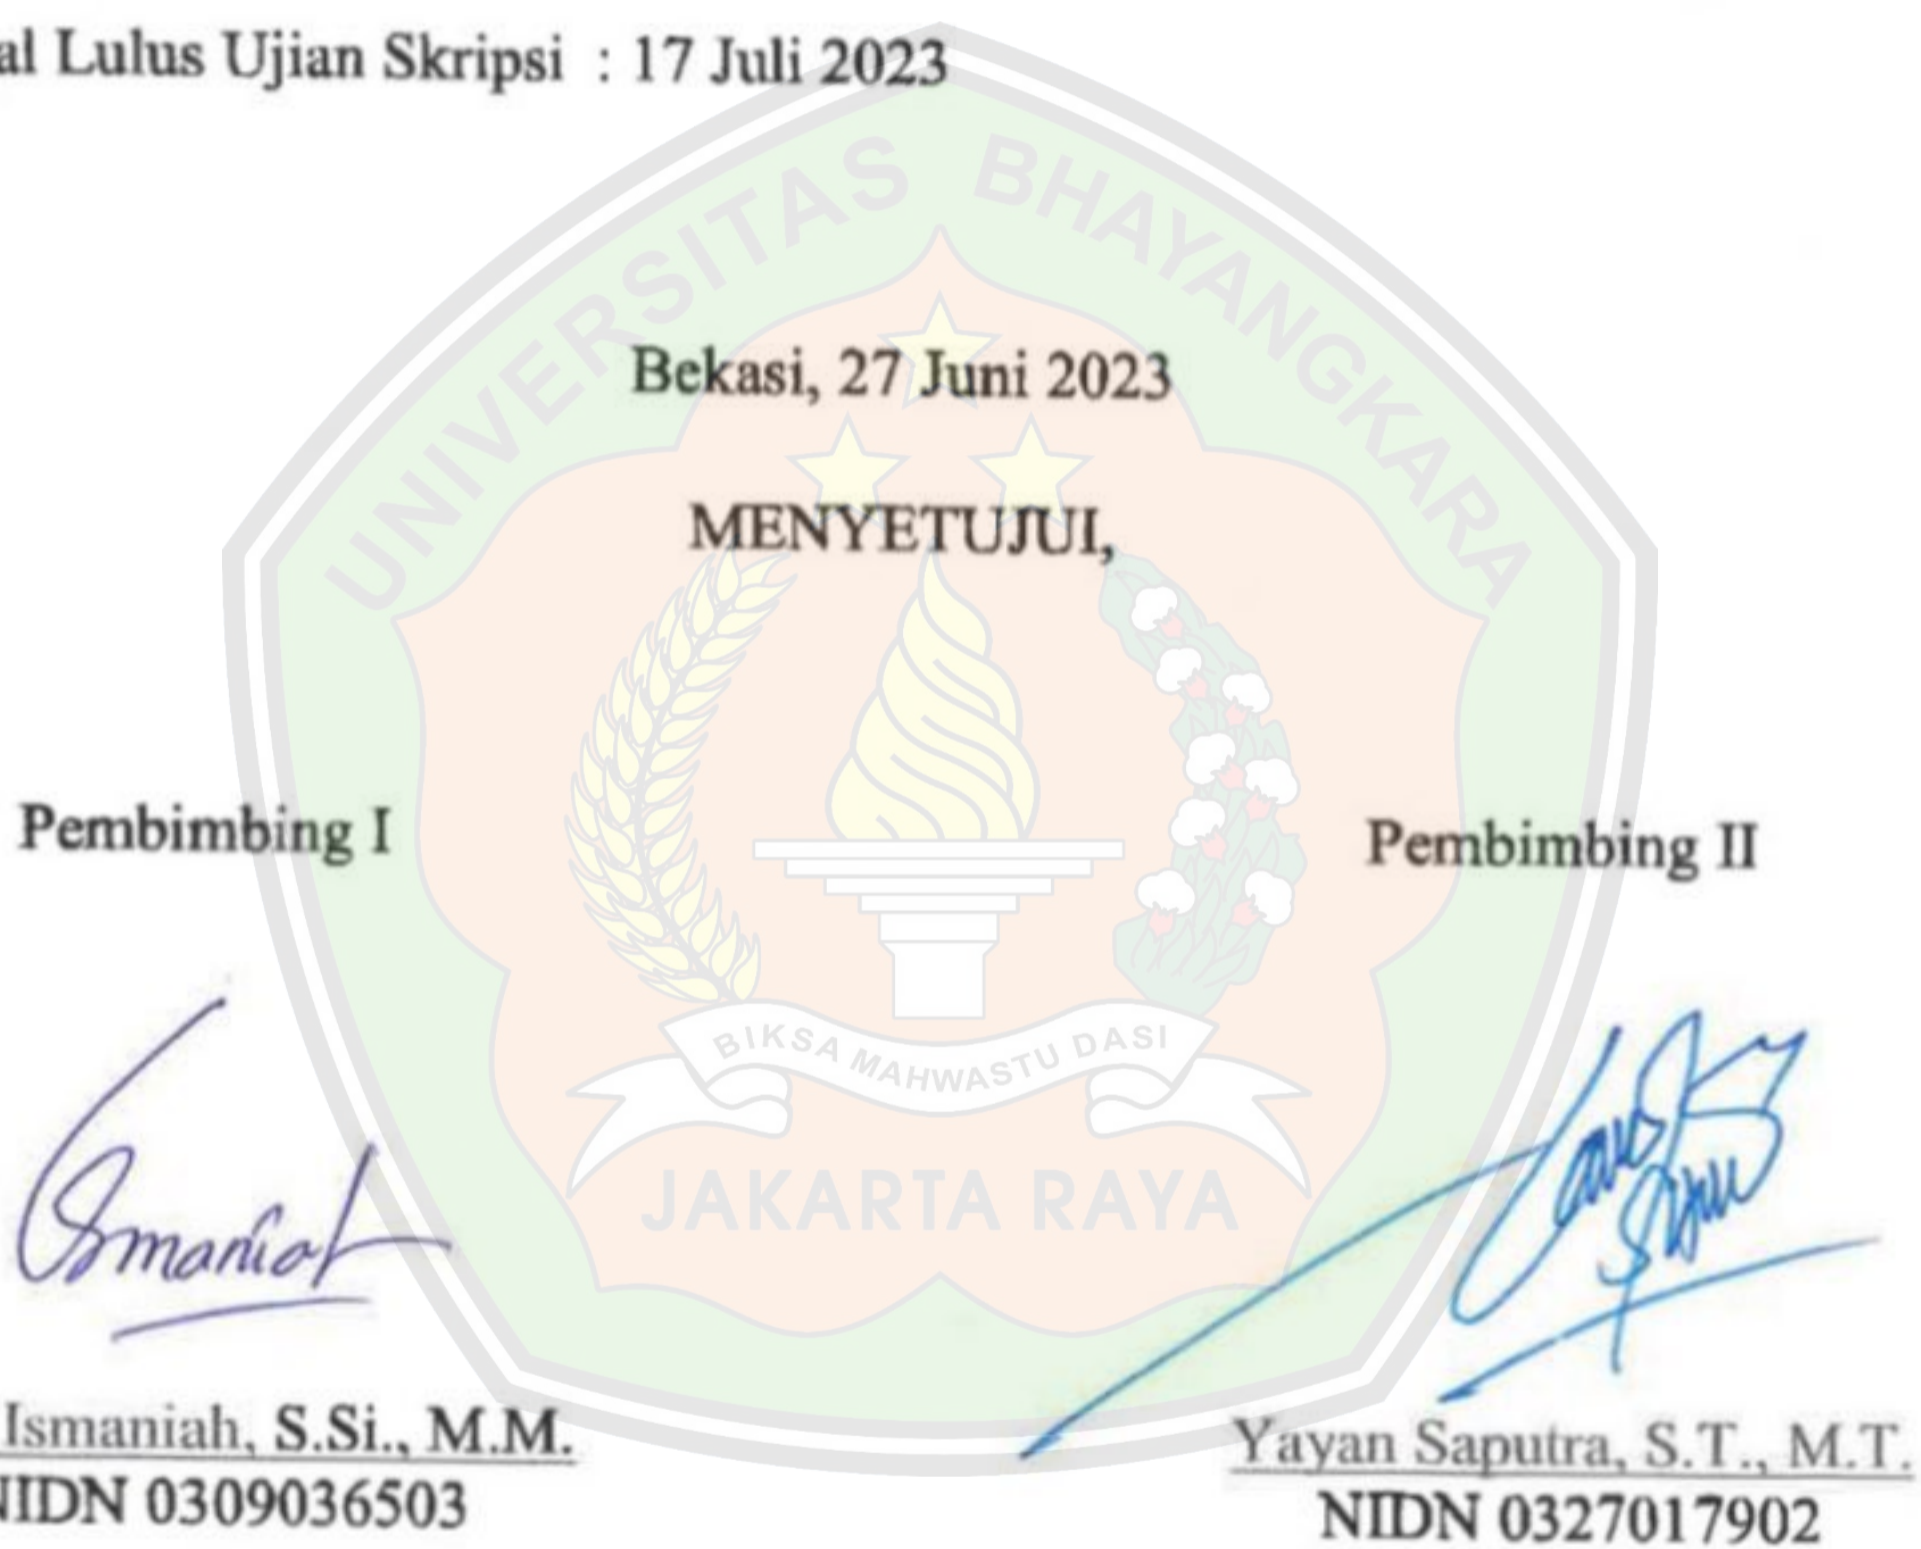 al Lulus Ujian Skripsi : 17 Juli 2023
UNIVERSITAS BHAYANGKARA
Bekasi, 27 Juni 2023
MENYETUJUI,
Pembimbing I
Pembimbing II
BIKSA MAHWASTU DASI
JAKARTA RAYA
Ismaniah
Ismaniah, S.Si., M.M.
Yayan Saputra, S.T., M.T.
NIDN 0309036503
NIDN 0327017902